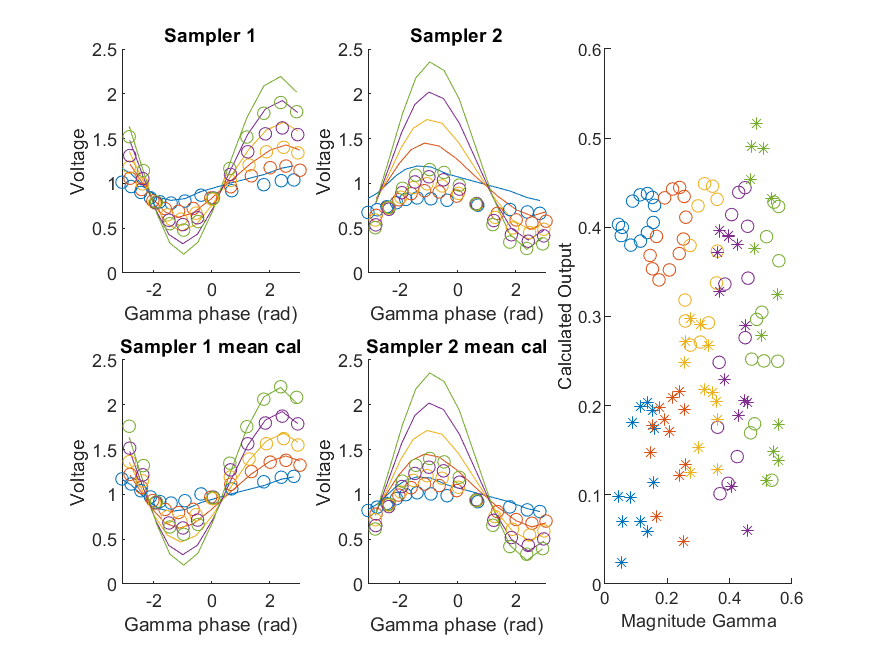 Sampler 1
2.5
2
1.5
1
0.5
0
Voltage
-2 0 2
Gamma phase (rad)
Sampler 2
2.5
2
1.5
1
0.5
0
Voltage
-2 0 2
Gamma phase (rad)
Sampler 1 mean cal
2.5
2
1.5
1
0.5
0
Voltage
-2 0 2
Gamma phase (rad)
Sampler 2 mean cal
2.5
2
1.5
1
0.5
0
Voltage
-2 0 2
Gamma phase (rad)
0.6
0.5
0.4
0.3
0.2
0.1
0
Calculated Output
0 0.2 0.4 0.6
Magnitude Gamma